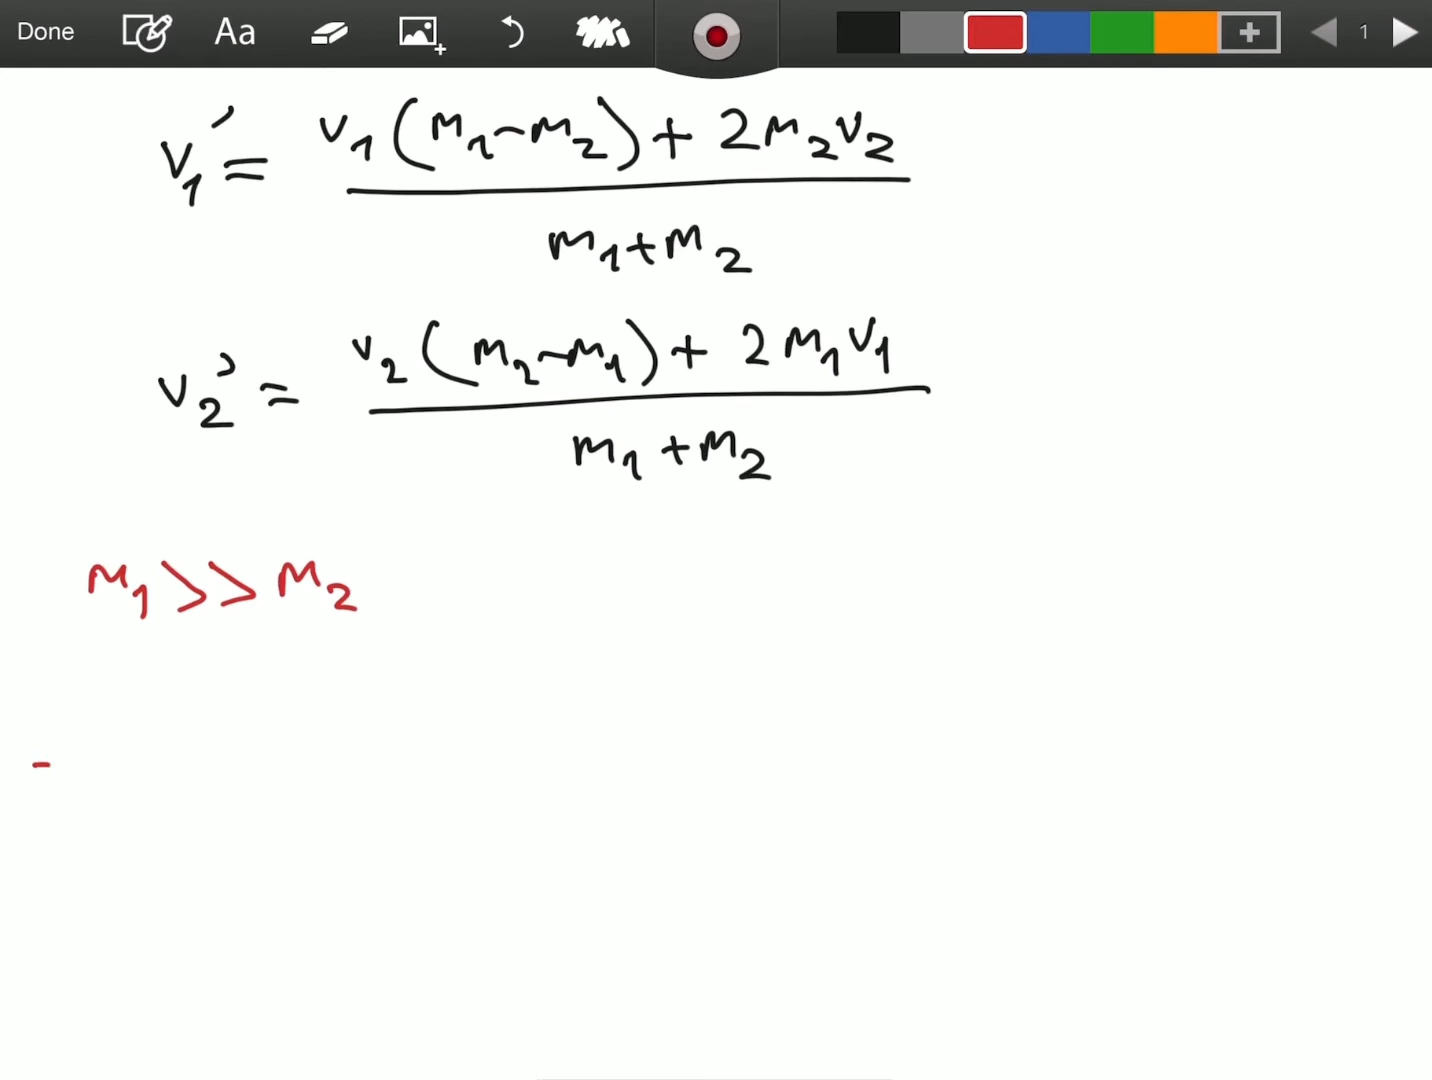 Done Aa 1
v₁' = (v₁(m₁-m₂) + 2m₂v₂) / (m₁+m₂)
v₂' = (v₂(m₂-m₁) + 2m₁v₁) / (m₁+m₂)
m₁ >> m₂
-